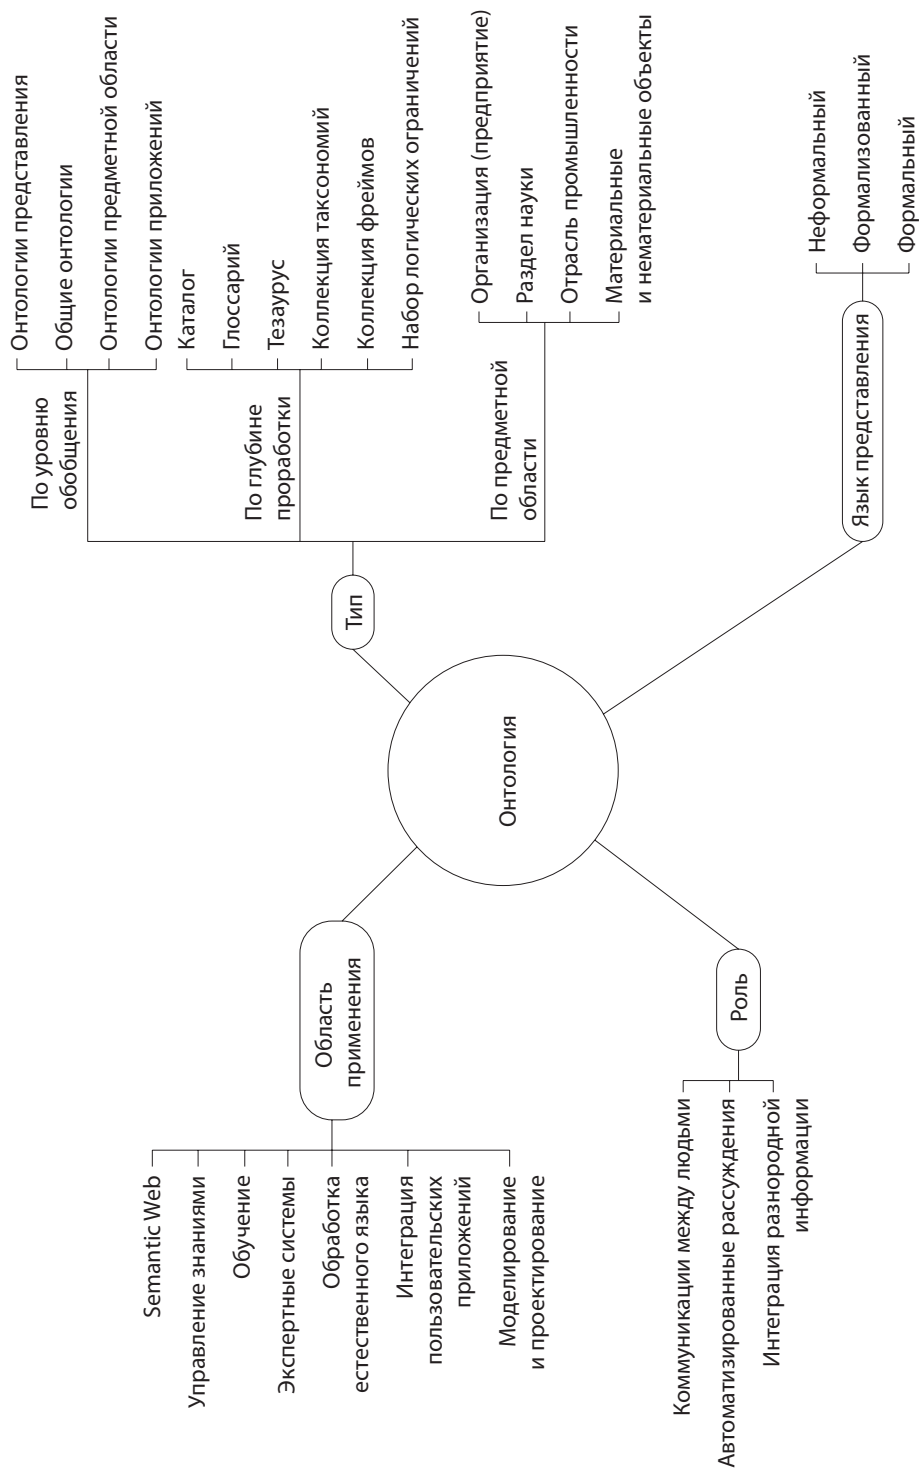 Онтология
Область
применения
Semantic Web
Управление знаниями
Обучение
Экспертные системы
Обработка
естественного языка
Интеграция
пользовательских
приложений
Моделирование
и проектирование
Тип
По уровню
обобщения
Онтологии представления
Общие онтологии
Онтологии предметной области
Онтологии приложений
По глубине
проработки
Каталог
Глоссарий
Тезаурус
Коллекция таксономий
Коллекция фреймов
Набор логических ограничений
По предметной
области
Организация (предприятие)
Раздел науки
Отрасль промышленности
Материальные
и нематериальные объекты
Роль
Коммуникации между людьми
Автоматизированные рассуждения
Интеграция разнородной
информации
Язык представления
Неформальный
Формализованный
Формальный